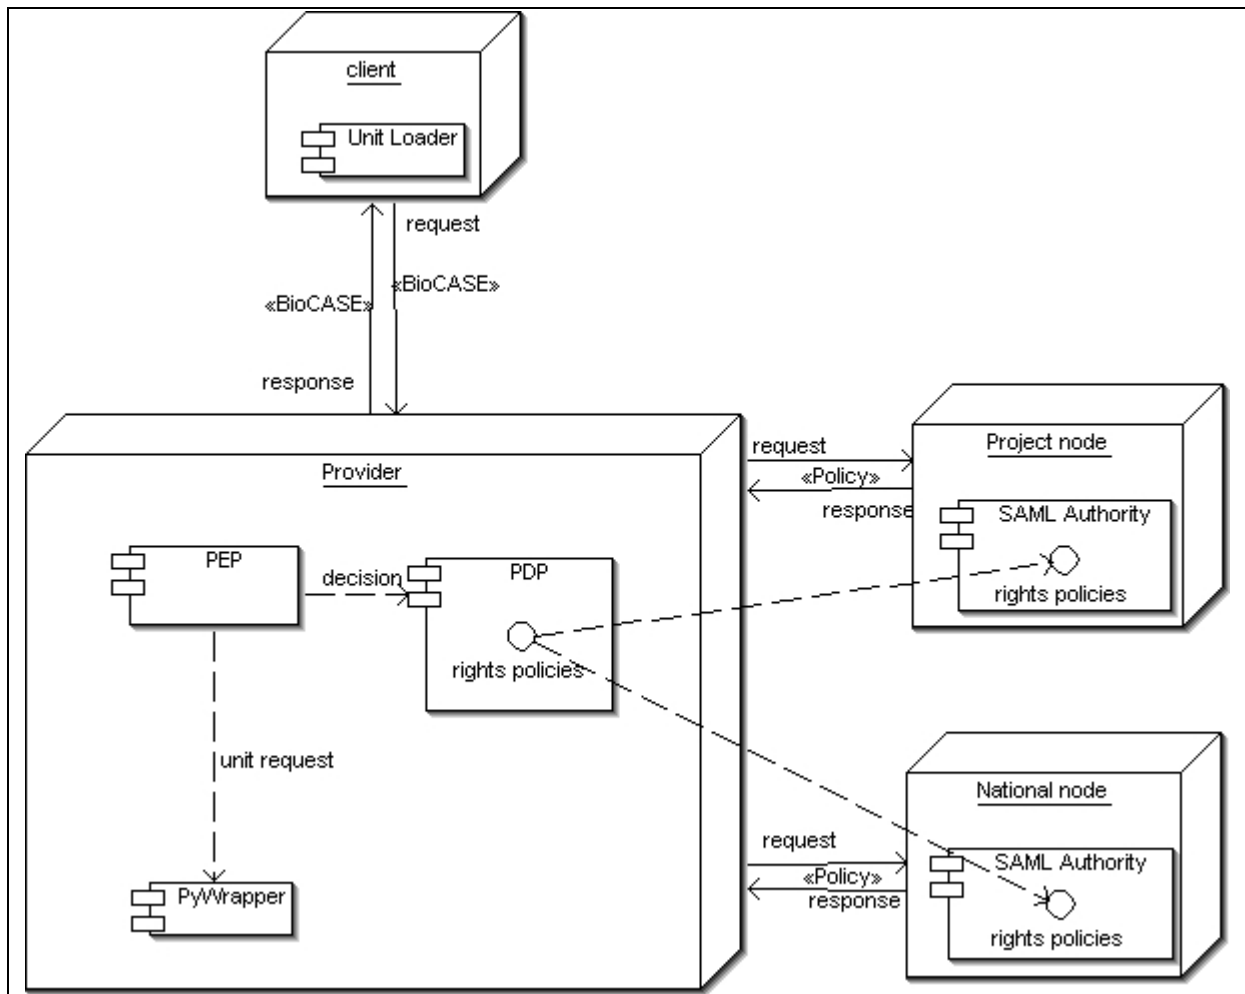 client
Unit Loader
request
«BioCASE»
«BioCASE»
response
Provider
PEP
decision
PDP
rights policies
unit request
PyWrapper
request
«Policy»
response
Project node
SAML Authority
rights policies
request
«Policy»
response
National node
SAML Authority
rights policies